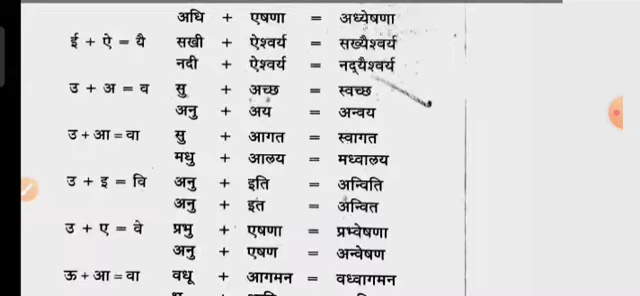 अधि + एषणा = अध्येषणा
ई + ऐ = यै सखी + ऐश्वर्य = सख्यैश्वर्य
नदी + ऐश्वर्य = नद्यैश्वर्य
उ + अ = व सु + अच्छ = स्वच्छ
अनु + अय = अन्वय
उ + आ = वा सु + आगत = स्वागत
मधु + आलय = मध्वालय
उ + इ = वि अनु + इति = अन्विति
अनु + इत = अन्वित
उ + ए = वे प्रभु + एषणा = प्रभ्वेषणा
अनु + एषण = अन्वेषण
ऊ + आ = वा वधू + आगमन = वध्वागमन